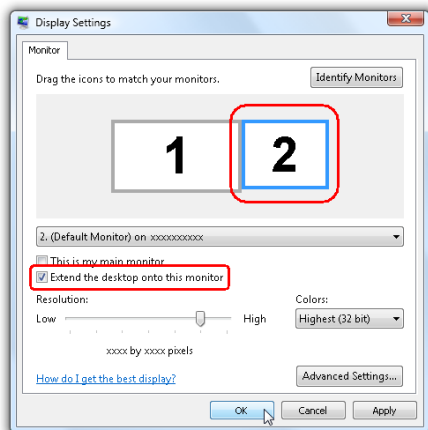 Display Settings
Monitor
Drag the icons to match your monitors.
Identify Monitors
1 2
2. (Default Monitor) on xxxxxxxxxx
This is my main monitor
Extend the desktop onto this monitor
Resolution:
Colors:
Low High
Highest (32 bit)
xxxx by xxxx pixels
How do I get the best display?
Advanced Settings...
OK Cancel Apply